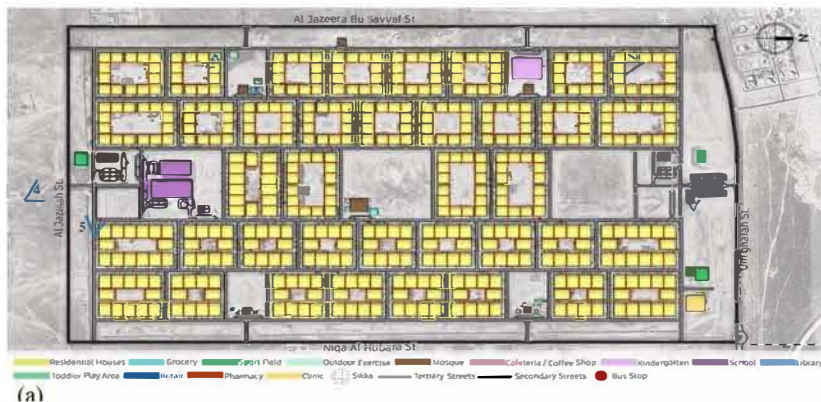 Al Jazeera Bu Sayyaf St.
N
Al Jazilah St.
Umghafah St.
Niqa Al Hubara St
Residential Houses Grocery Sport Field Outdoor Exercise Mosque Cafeteria / Coffee Shop Kindergarten School Library
Toddler Play Area Retail Pharmacy Clinic Sikka Tertiary Streets Secondary Streets Bus Stop
(a)